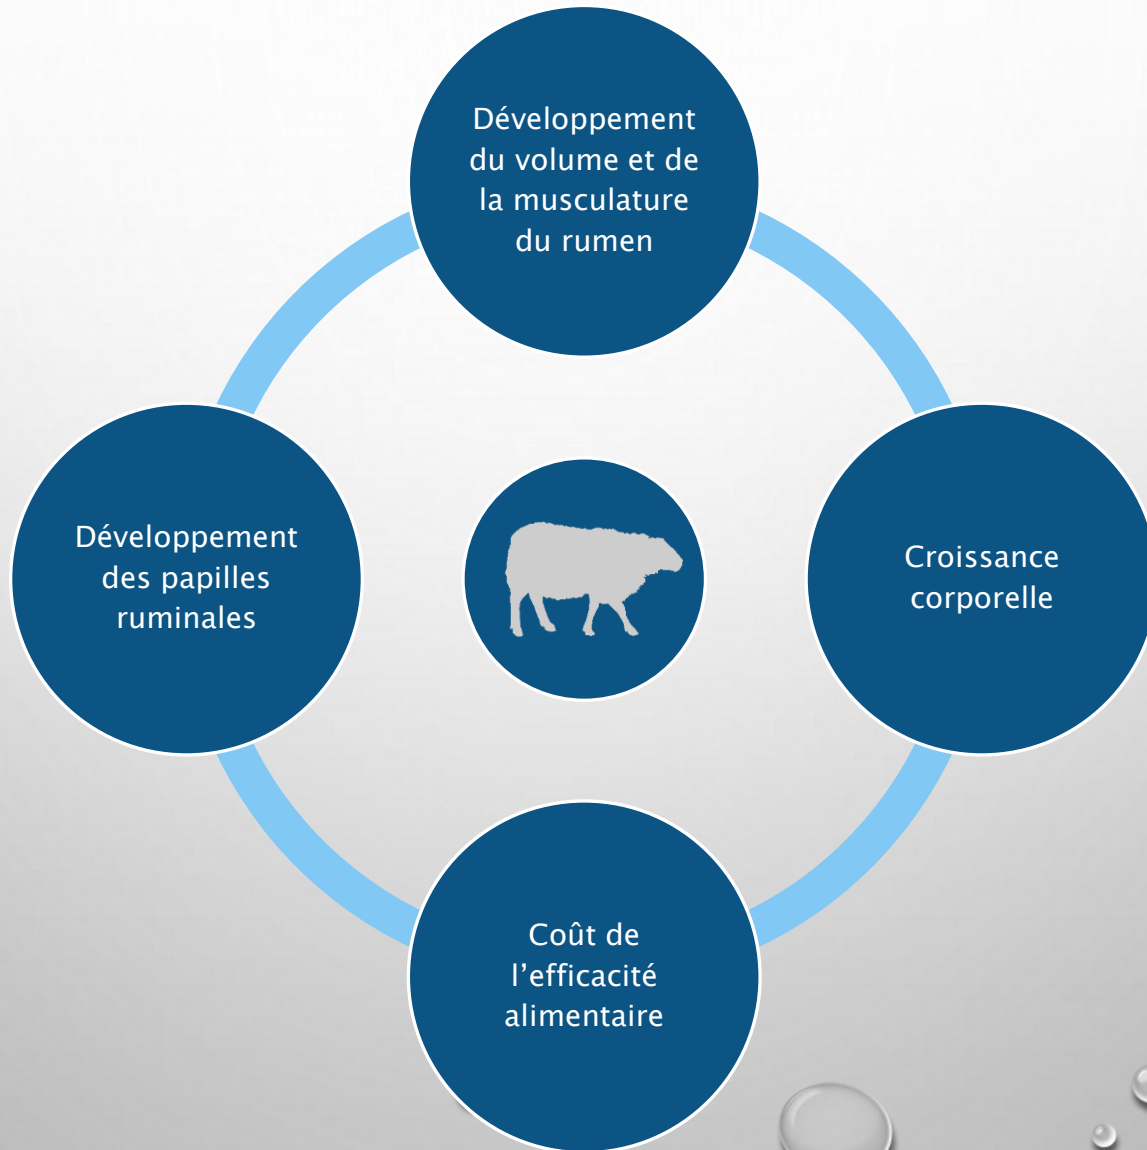 Développement
du volume et de
la musculature
du rumen
Développement
des papilles
ruminales
Croissance
corporelle
Coût de
l’efficacité
alimentaire